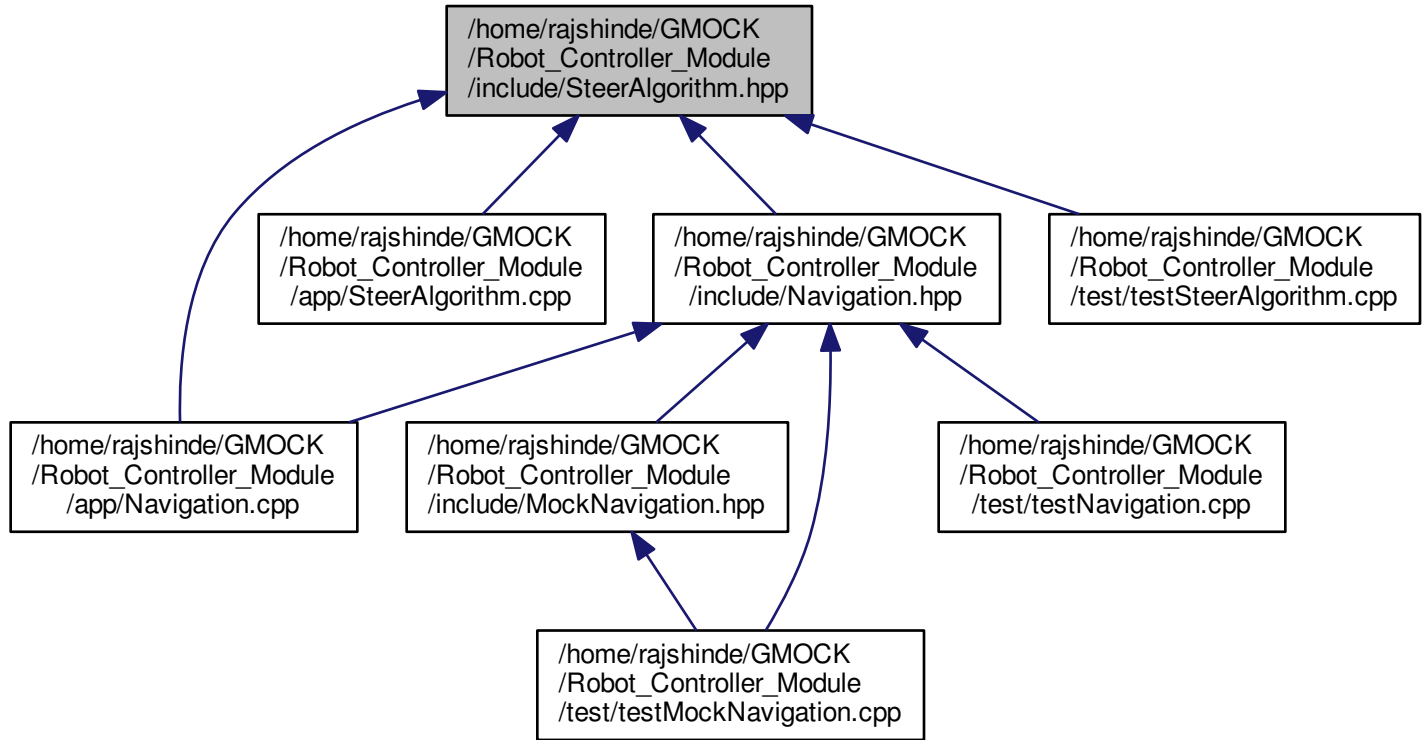 /home/rajshinde/GMOCK
/Robot_Controller_Module
/include/SteerAlgorithm.hpp
/home/rajshinde/GMOCK
/Robot_Controller_Module
/app/SteerAlgorithm.cpp
/home/rajshinde/GMOCK
/Robot_Controller_Module
/include/Navigation.hpp
/home/rajshinde/GMOCK
/Robot_Controller_Module
/test/testSteerAlgorithm.cpp
/home/rajshinde/GMOCK
/Robot_Controller_Module
/app/Navigation.cpp
/home/rajshinde/GMOCK
/Robot_Controller_Module
/include/MockNavigation.hpp
/home/rajshinde/GMOCK
/Robot_Controller_Module
/test/testNavigation.cpp
/home/rajshinde/GMOCK
/Robot_Controller_Module
/test/testMockNavigation.cpp